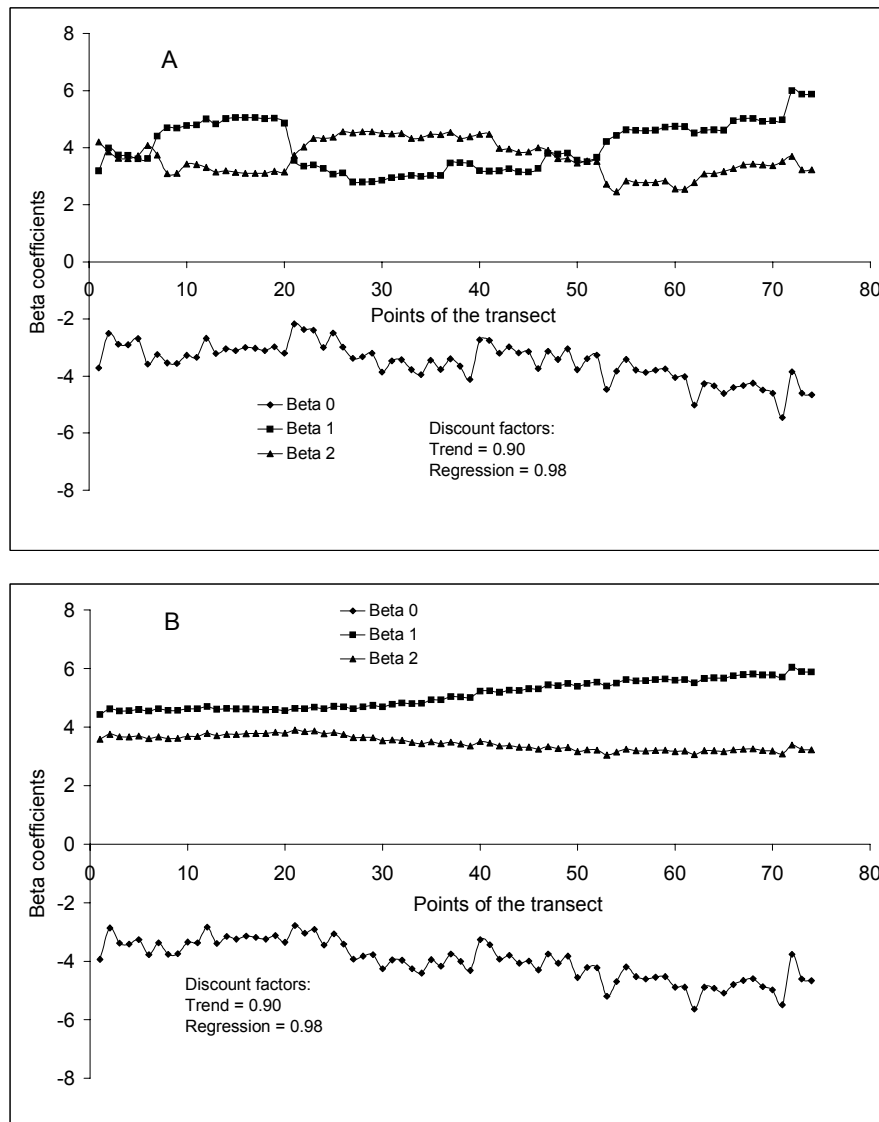 A
8
6
4
2
0
-2
-4
-6
-8
0 10 20 30 40 50 60 70 80
Beta coefficients
Points of the transect
Beta 0
Beta 1
Beta 2
Discount factors:
Trend = 0.90
Regression = 0.98
B
8
6
4
2
0
-2
-4
-6
-8
0 10 20 30 40 50 60 70 80
Beta coefficients
Points of the transect
Beta 0
Beta 1
Beta 2
Discount factors:
Trend = 0.90
Regression = 0.98